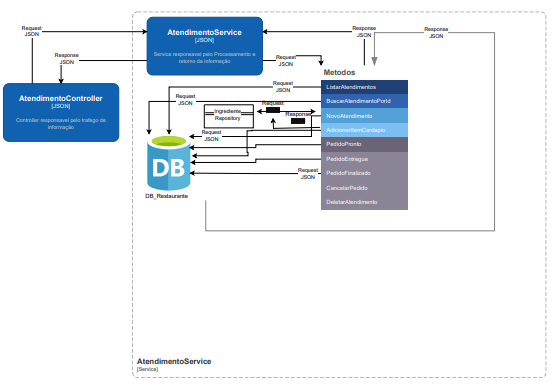 Request
JSON
AtendimentoService
[JSON]
Service responsavel pelo Processamento e
retorno da informação
Response
JSON
Response
JSON
Response
JSON
Request
JSON
AtendimentoController
[JSON]
Controller responsavel pelo trafego de
informação
Metodos
Request
JSON
ListarAtendimentos
Request
JSON
BuscarAtendimentoPorId
Request
Ingrediente
Repository
Response
NovoAtendimento
Request
JSON
AdicionarItemCardapio
PedidoPronto
PedidoEntregue
DB
Request
JSON
PedidoFinalizado
CancelarPedido
DB_Restaurante
DeletarAtendimento
AtendimentoService
[Service]